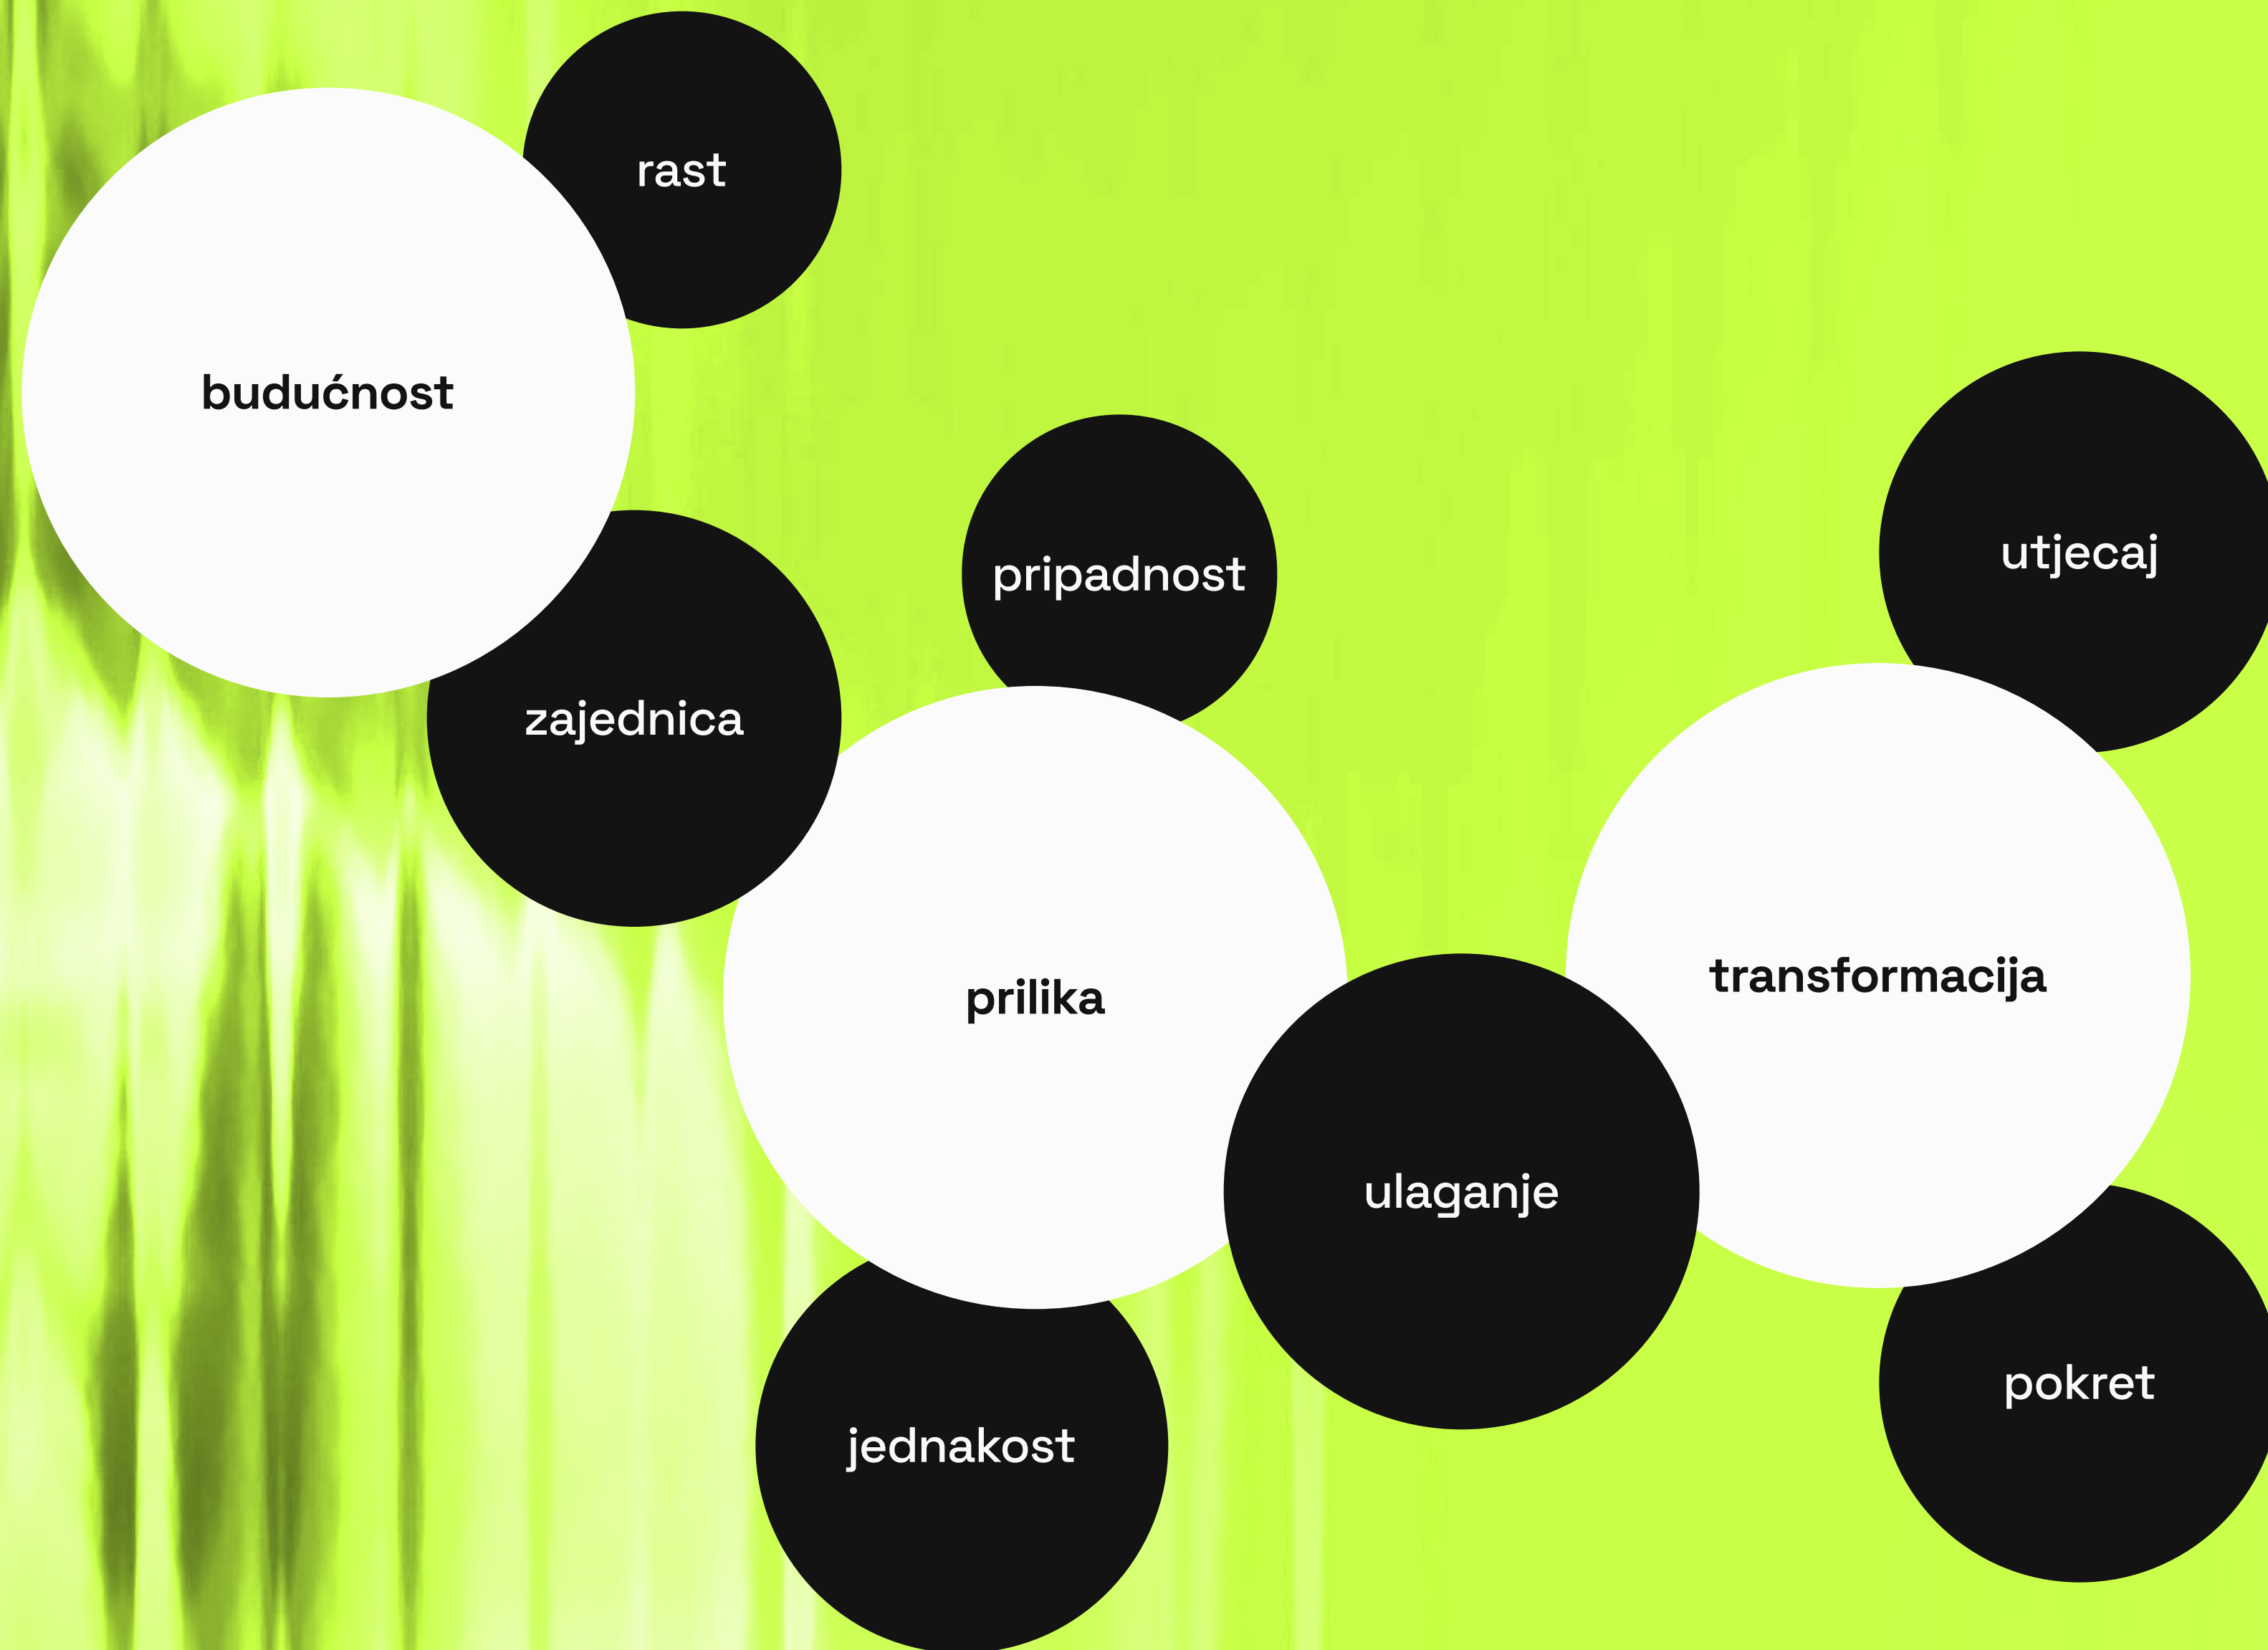 rast
budućnost
pripadnost
utjecaj
zajednica
prilika
transformacija
ulaganje
jednakost
pokret